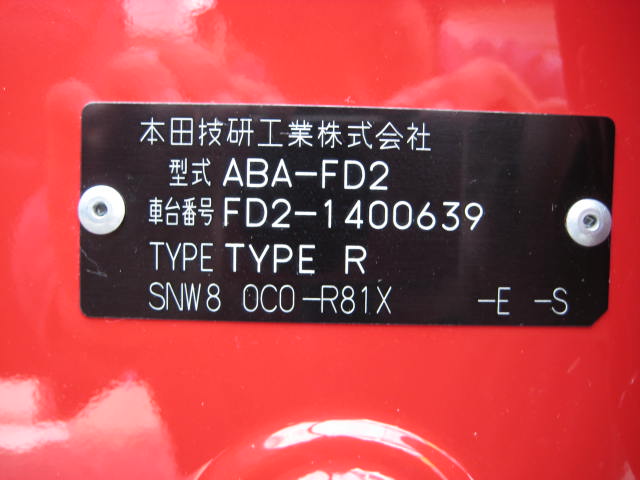 本田技研工業株式会社
型式 ABA-FD2
車台番号 FD2-1400639
TYPE TYPE R
SNW8 0C0-R81X -E -S